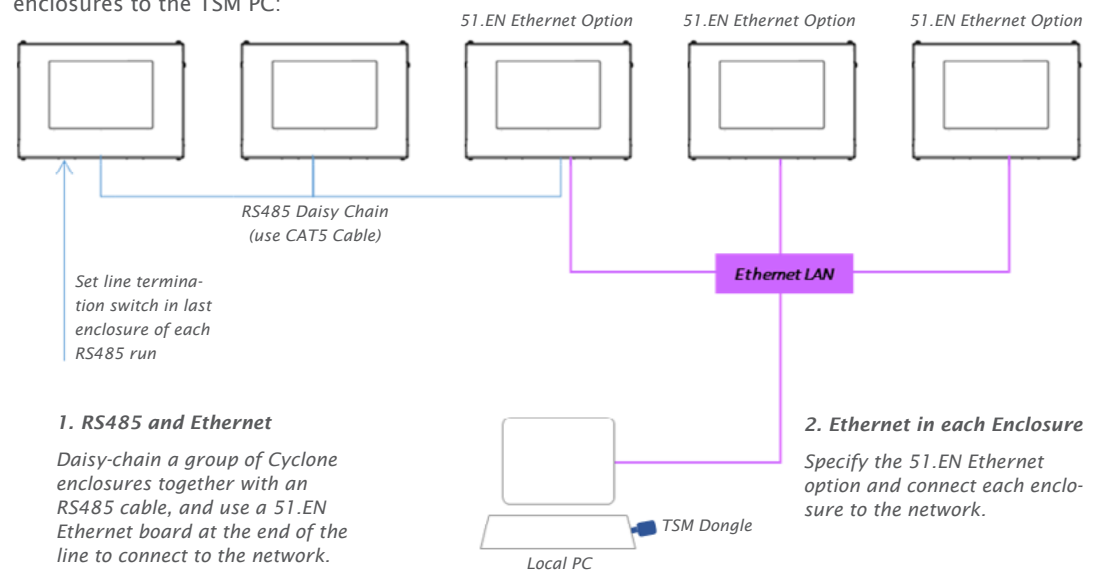 enclosures to the TSM PC:
51.EN Ethernet Option
51.EN Ethernet Option
51.EN Ethernet Option
RS485 Daisy Chain
(use CAT5 Cable)
Ethernet LAN
Set line termina-
tion switch in last
enclosure of each
RS485 run
1. RS485 and Ethernet
Daisy-chain a group of Cyclone
enclosures together with an
RS485 cable, and use a 51.EN
Ethernet board at the end of the
line to connect to the network.
2. Ethernet in each Enclosure
Specify the 51.EN Ethernet
option and connect each enclo-
sure to the network.
TSM Dongle
Local PC